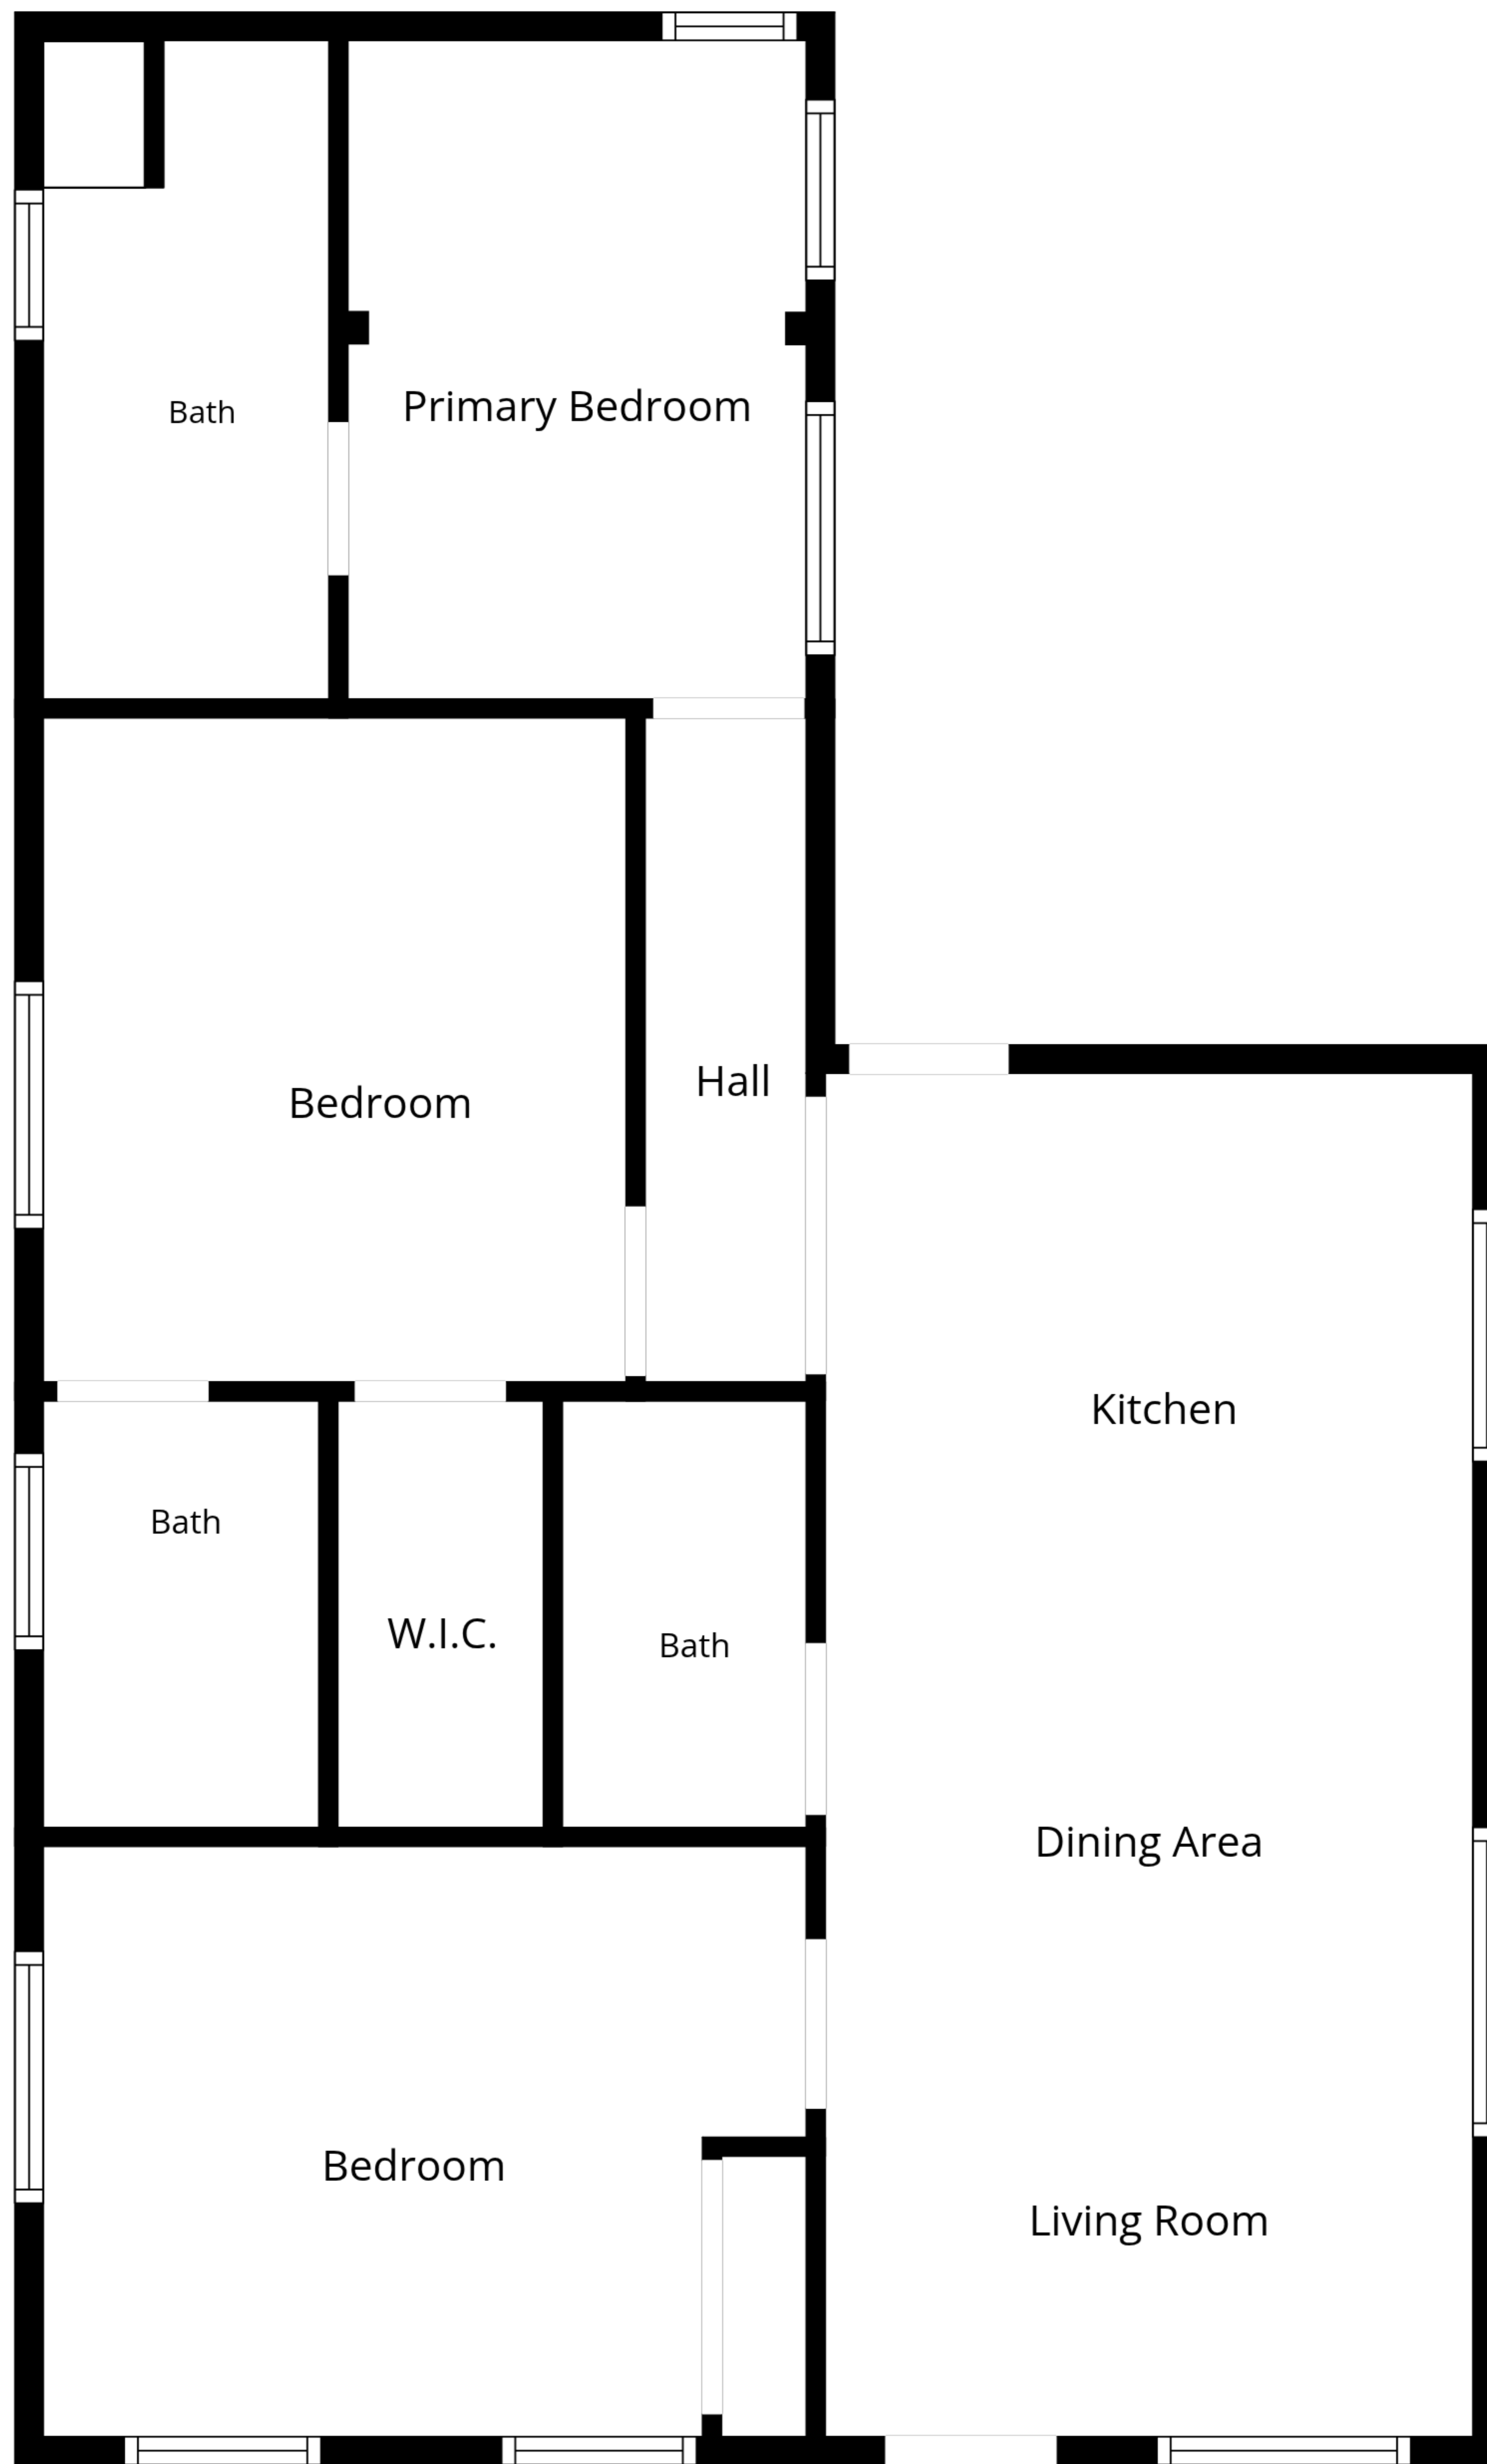 Primary Bedroom
Bath
Hall
Bedroom
Kitchen
Bath
W.I.C.
Bath
Dining Area
Bedroom
Living Room